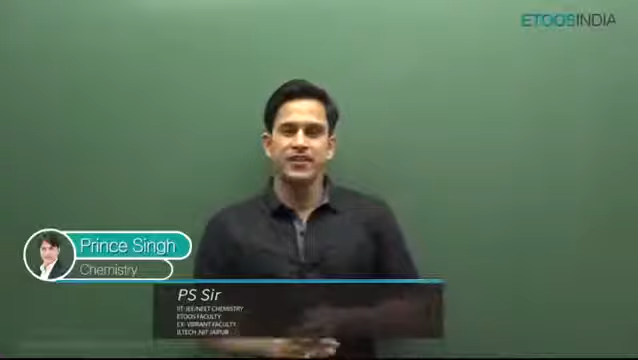 ETOOSINDIA
Prince Singh
Chemistry
PS Sir
IIT-JEE/NEET CHEMISTRY
ETOOS FACULTY
EX- VIBRANT FACULTY
B.TECH ,NIT JAIPUR